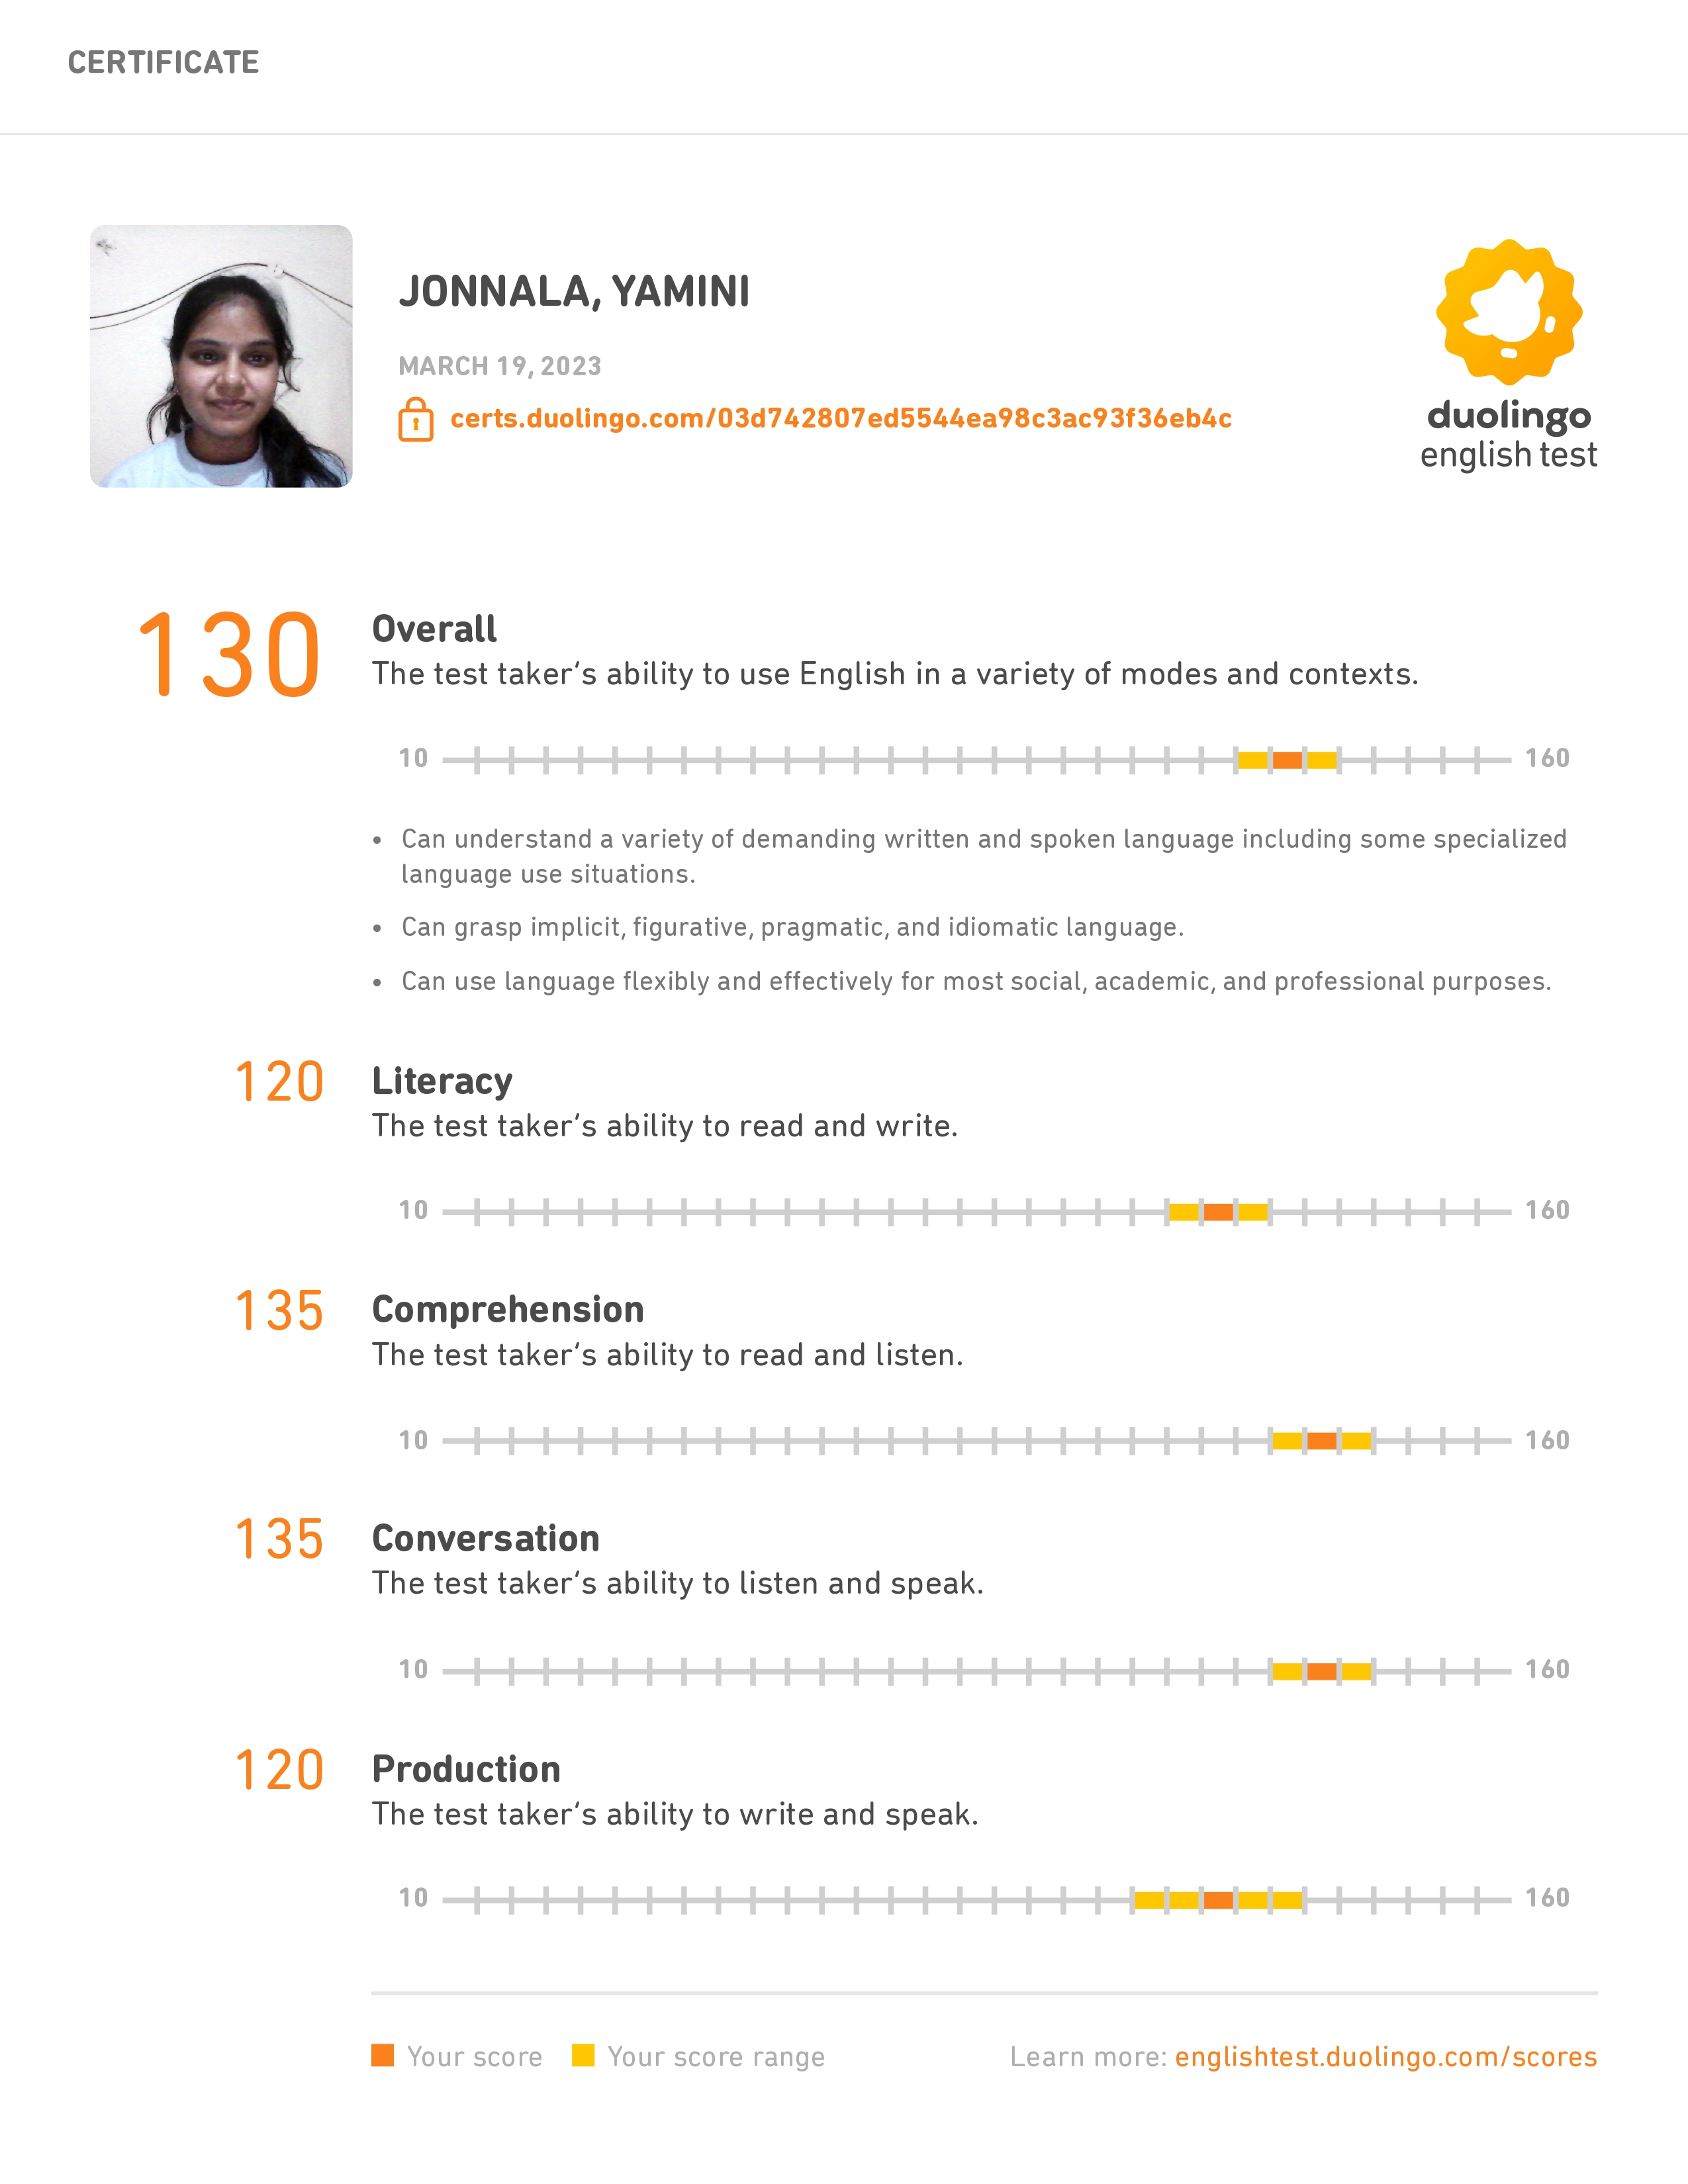 CERTIFICATE
JONNALA, YAMINI
MARCH 19, 2023
certs.duolingo.com/03d742807ed5544ea98c3ac93f36eb4c
duolingo
english test
130
Overall
The test taker's ability to use English in a variety of modes and contexts.
10 160
• Can understand a variety of demanding written and spoken language including some specialized
language use situations.
• Can grasp implicit, figurative, pragmatic, and idiomatic language.
• Can use language flexibly and effectively for most social, academic, and professional purposes.
120 Literacy
The test taker's ability to read and write.
10 160
135 Comprehension
The test taker's ability to read and listen.
10 160
135 Conversation
The test taker's ability to listen and speak.
10 160
120 Production
The test taker's ability to write and speak.
10 160
Your score Your score range Learn more: englishtest.duolingo.com/scores